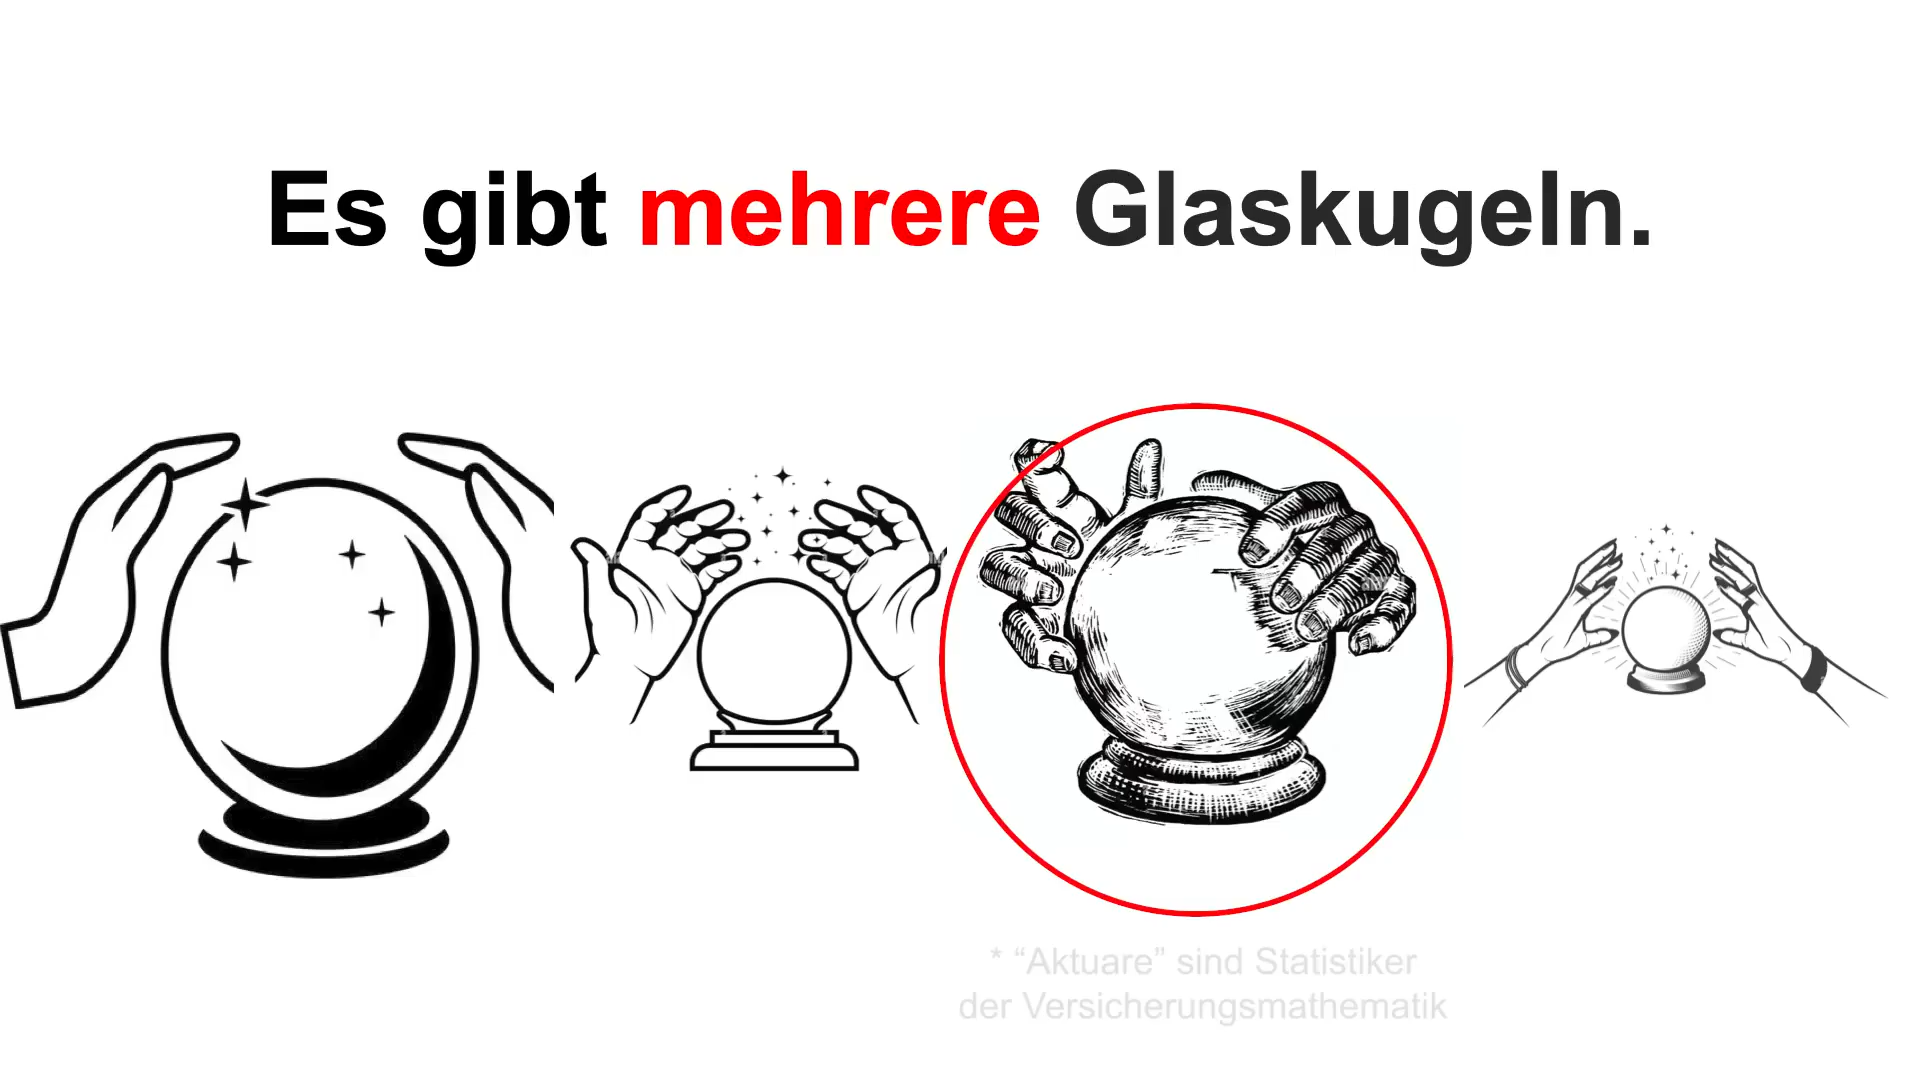 Es gibt mehrere Glaskugeln.
* “Aktuare” sind Statistiker
der Versicherungsmathematik